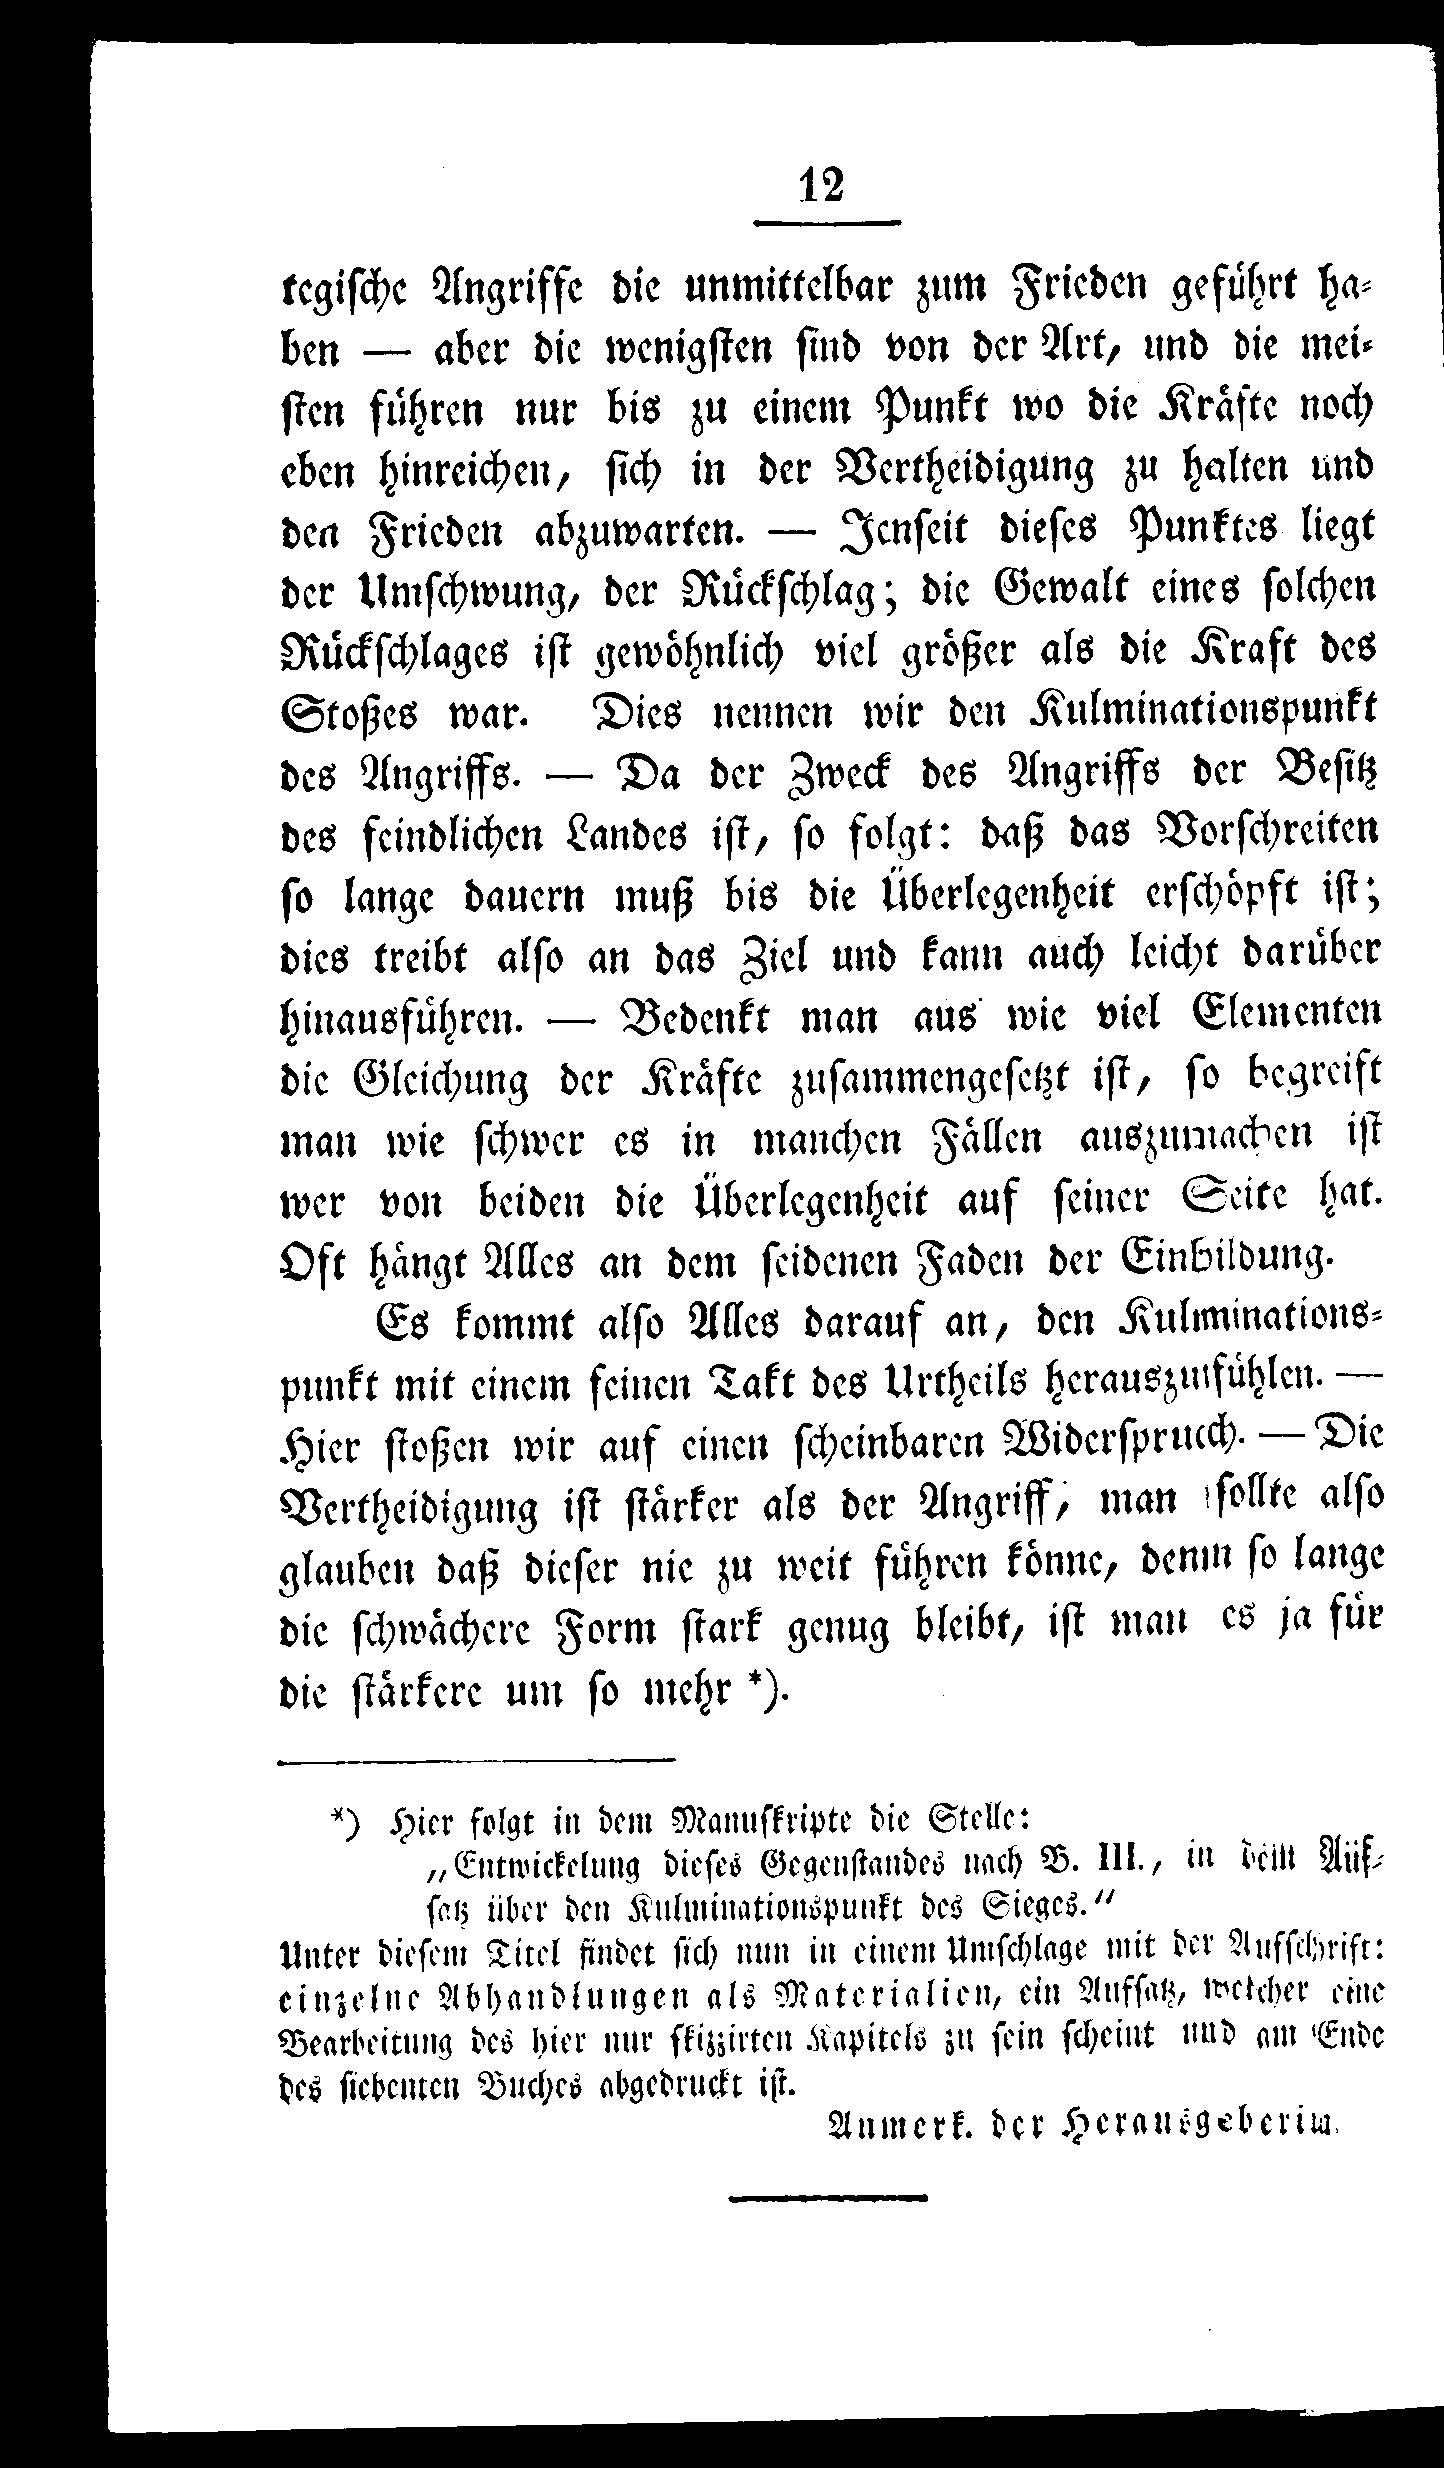 12
tegische Angriffe die unmittelbar zum Frieden geführt ha-
ben — aber die wenigsten sind von der Art, und die mei-
sten führen nur bis zu einem Punkt wo die Kräfte noch
eben hinreichen, sich in der Vertheidigung zu halten und
den Frieden abzuwarten. — Jenseit dieses Punktes liegt
der Umschwung, der Rückschlag; die Gewalt eines solchen
Rückschlages ist gewöhnlich viel größer als die Kraft des
Stoßes war. Dies nennen wir den Kulminationspunkt
des Angriffs. — Da der Zweck des Angriffs der Besitz
des feindlichen Landes ist, so folgt: daß das Vorschreiten
so lange dauern muß bis die Überlegenheit erschöpft ist;
dies treibt also an das Ziel und kann auch leicht darüber
hinausführen. — Bedenkt man aus wie viel Elementen
die Gleichung der Kräfte zusammengesetzt ist, so begreift
man wie schwer es in manchen Fällen auszumachen ist
wer von beiden die Überlegenheit auf seiner Seite hat.
Oft hängt Alles an dem seidenen Faden der Einbildung.
Es kommt also Alles darauf an, den Kulminations-
punkt mit einem feinen Takt des Urtheils herauszufühlen. —
Hier stoßen wir auf einen scheinbaren Widerspruch. — Die
Vertheidigung ist stärker als der Angriff, man sollte also
glauben daß dieser nie zu weit führen könne, denn so lange
die schwächere Form stark genug bleibt, ist man es ja für
die stärkere um so mehr *).
*) Hier folgt in dem Manuskripte die Stelle:
„Entwickelung dieses Gegenstandes nach B. III., in dem Auf-
satz über den Kulminationspunkt des Sieges.“
Unter diesem Titel findet sich nun in einem Umschlage mit der Aufschrift:
einzelne Abhandlungen als Materialien, ein Aufsatz, welcher eine
Bearbeitung des hier nur skizzirten Kapitels zu sein scheint und am Ende
des siebenten Buches abgedruckt ist.
Anmerk. der Herausgeberin.